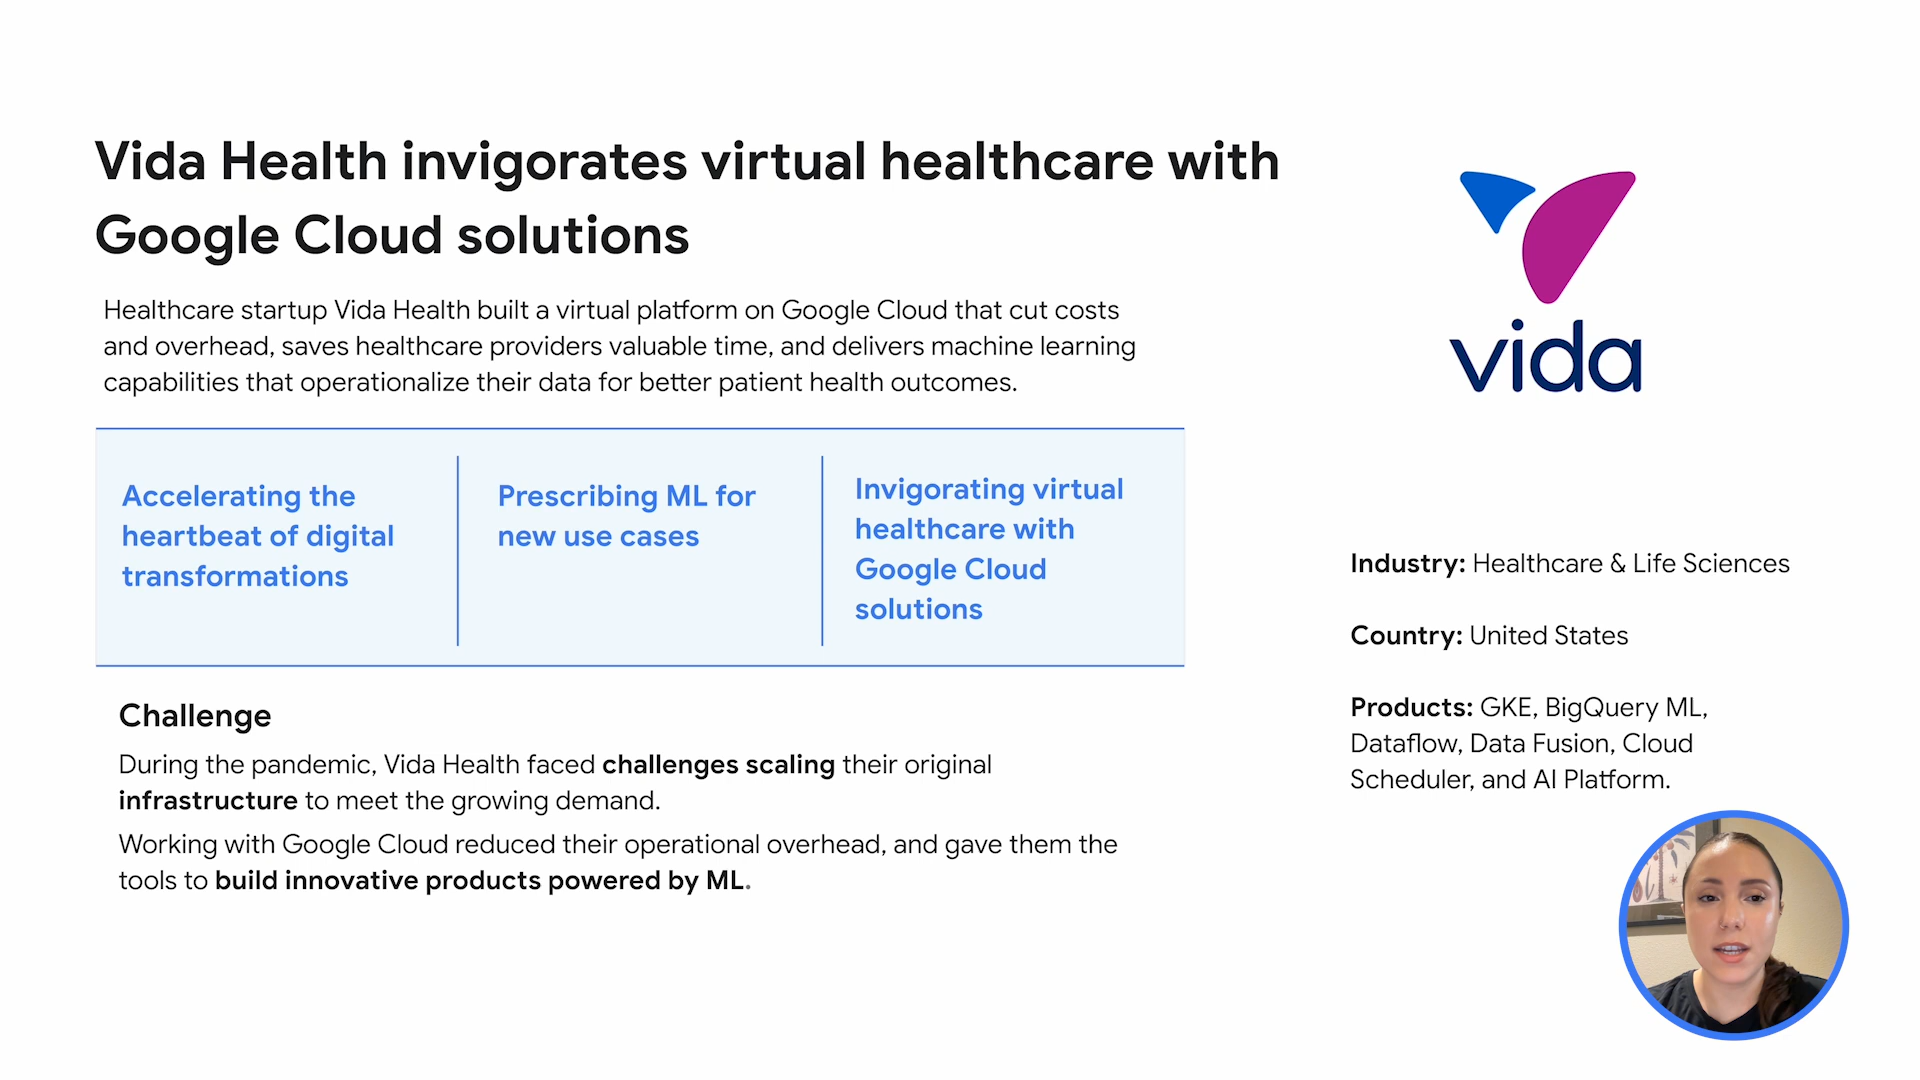 Vida Health invigorates virtual healthcare with
Google Cloud solutions
Healthcare startup Vida Health built a virtual platform on Google Cloud that cut costs
and overhead, saves healthcare providers valuable time, and delivers machine learning
capabilities that operationalize their data for better patient health outcomes.
Accelerating the
heartbeat of digital
transformations
Prescribing ML for
new use cases
Invigorating virtual
healthcare with
Google Cloud
solutions
Challenge
During the pandemic, Vida Health faced challenges scaling their original
infrastructure to meet the growing demand.
Working with Google Cloud reduced their operational overhead, and gave them the
tools to build innovative products powered by ML.
vida
Industry: Healthcare & Life Sciences
Country: United States
Products: GKE, BigQuery ML,
Dataflow, Data Fusion, Cloud
Scheduler, and AI Platform.